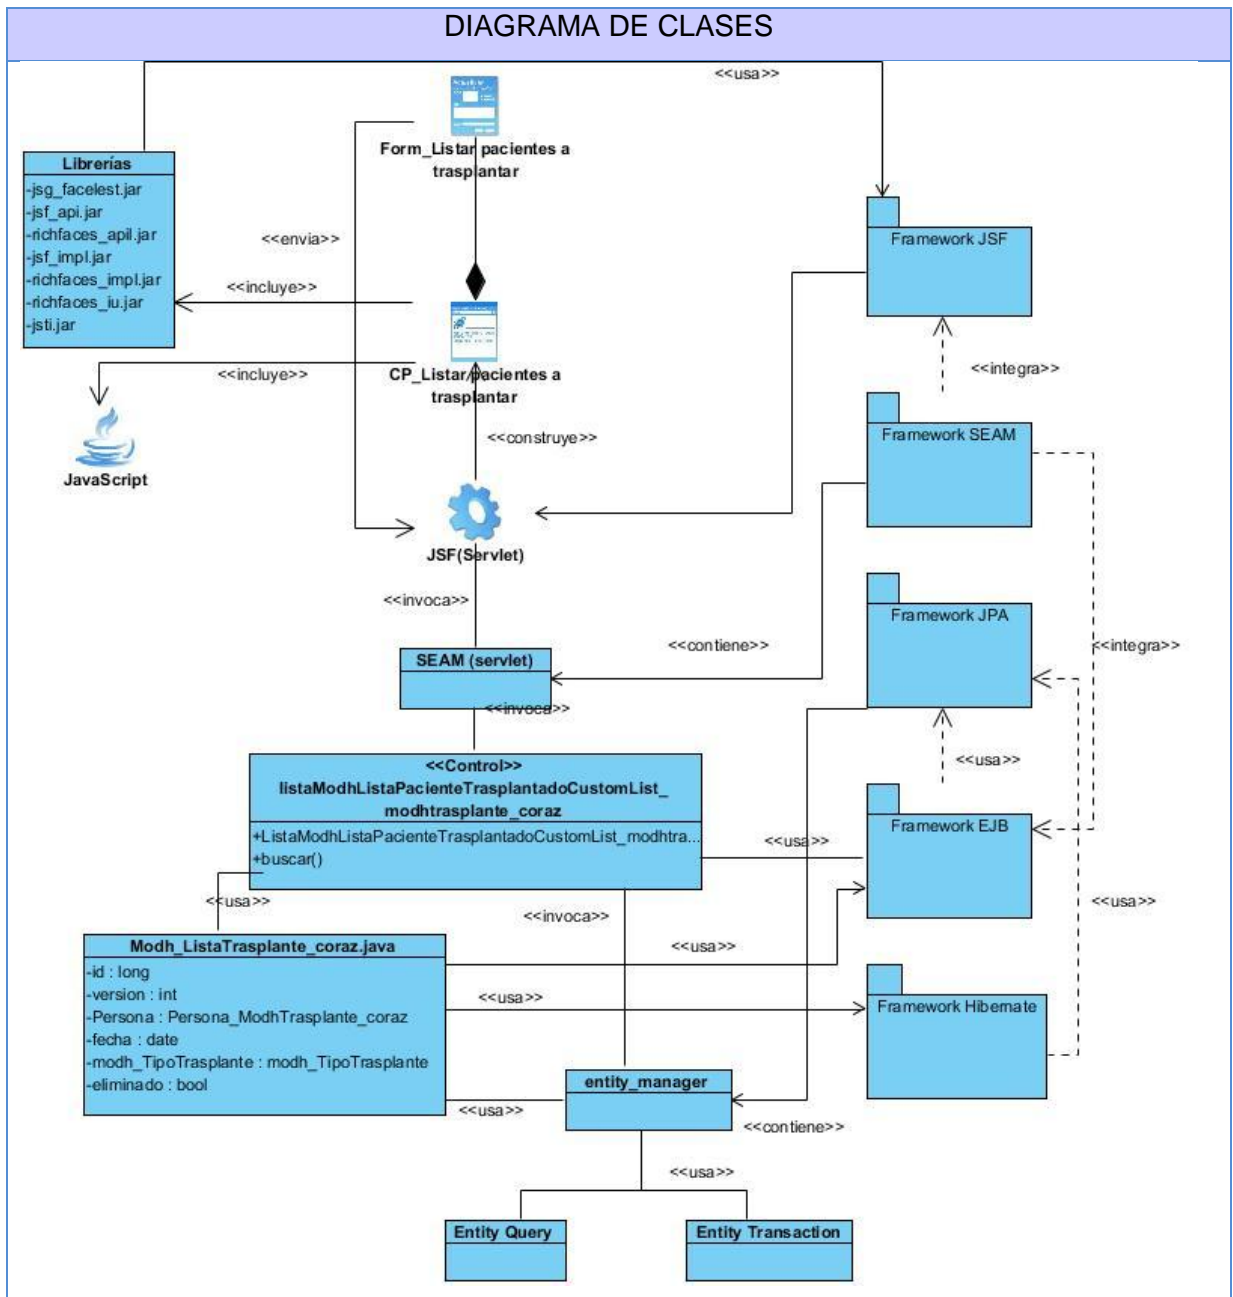 DIAGRAMA DE CLASES
<<usa>>
Form_Listar pacientes a
trasplantar
Librerías
-jsg_facelest.jar
-jsf_api.jar
-richfaces_apil.jar
-jsf_impl.jar
-richfaces_impl.jar
-richfaces_iu.jar
-jsti.jar
<<envia>>
<<incluye>>
Framework JSF
<<incluye>>
CP_Listar pacientes a
trasplantar
<<integra>>
JavaScript
<<construye>>
Framework SEAM
JSF(Servlet)
<<invoca>>
Framework JPA
SEAM (servlet)
<<contiene>>
<<integra>>
<<invoca>>
<<Control>>
listaModhListaPacienteTrasplantadoCustomList_
modhtrasplante_coraz
+ListaModhListaPacienteTrasplantadoCustomList_modhtra...
+buscar()
<<usa>>
<<usa>>
Framework EJB
<<usa>>
<<invoca>>
<<usa>>
Modh_ListaTrasplante_coraz.java
-id : long
-version : int
-Persona : Persona_ModhTrasplante_coraz
-fecha : date
-modh_TipoTrasplante : modh_TipoTrasplante
-eliminado : bool
<<usa>>
<<usa>>
Framework Hibernate
entity_manager
<<usa>>
<<contiene>>
<<usa>>
Entity Query
Entity Transaction